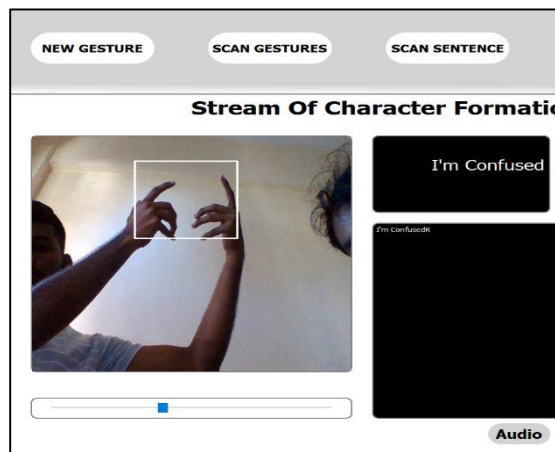 NEW GESTURE SCAN GESTURES SCAN SENTENCE
Stream Of Character Formatio
I'm Confused
I'm ConfusedK
Audio